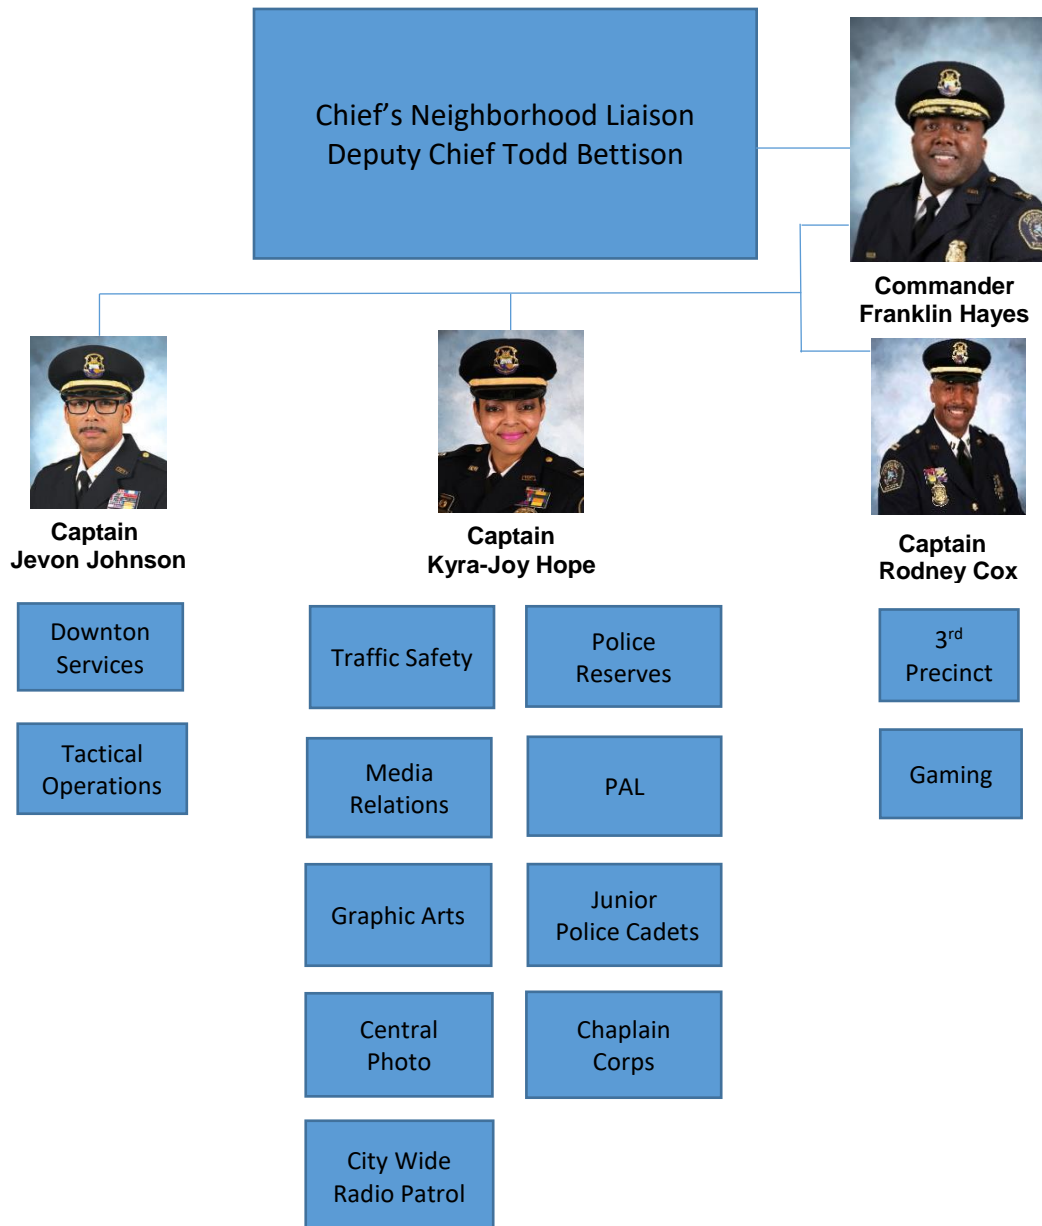 Chief’s Neighborhood Liaison
Deputy Chief Todd Bettison
Commander
Franklin Hayes
Captain
Jevon Johnson
Captain
Kyra-Joy Hope
Captain
Rodney Cox
Downton
Services
Tactical
Operations
Traffic Safety
Police
Reserves
Media
Relations
PAL
Graphic Arts
Junior
Police Cadets
Central
Photo
Chaplain
Corps
City Wide
Radio Patrol
3rd
Precinct
Gaming